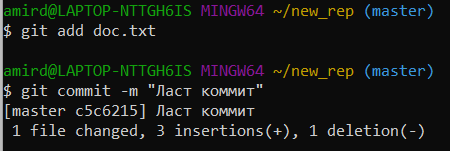 amird@LAPTOP-NTTGH6IS MINGW64 ~/new_rep (master)
$ git add doc.txt
amird@LAPTOP-NTTGH6IS MINGW64 ~/new_rep (master)
$ git commit -m "Ласт коммит"
[master c5c6215] Ласт коммит
 1 file changed, 3 insertions(+), 1 deletion(-)